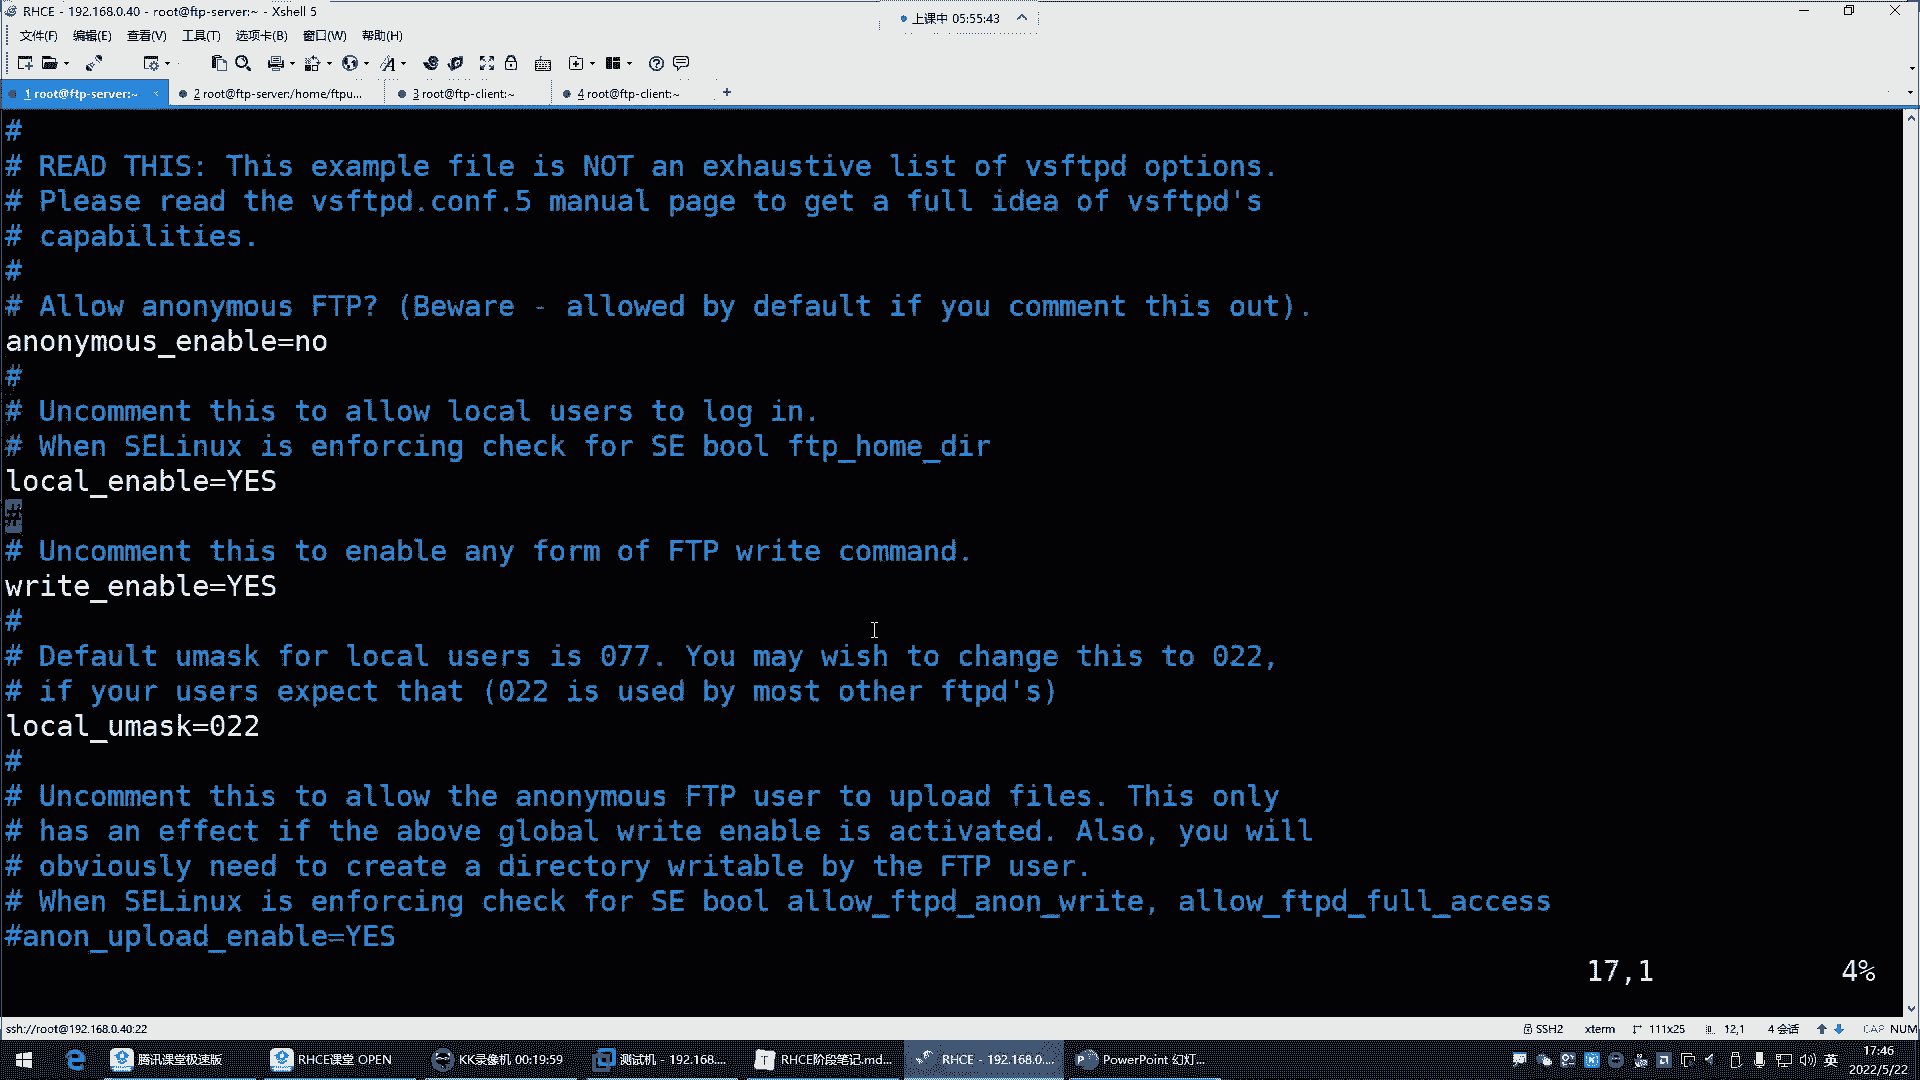 RHCE - 192.168.0.40 - root@ftp-server:~ - Xshell 5
上课中 05:55:43
文件(F) 编辑(E) 查看(V) 工具(T) 选项卡(B) 窗口(W) 帮助(H)
1 root@ftp-server:~ × 2 root@ftp-server:/home/ftpu... 3 root@ftp-client:~ 4 root@ftp-client:~ +
#
# READ THIS: This example file is NOT an exhaustive list of vsftpd options.
# Please read the vsftpd.conf.5 manual page to get a full idea of vsftpd's
# capabilities.
#
# Allow anonymous FTP? (Beware - allowed by default if you comment this out).
anonymous_enable=no
#
# Uncomment this to allow local users to log in.
# When SELinux is enforcing check for SE bool ftp_home_dir
local_enable=YES
#
# Uncomment this to enable any form of FTP write command.
write_enable=YES
#
# Default umask for local users is 077. You may wish to change this to 022,
# if your users expect that (022 is used by most other ftpd's)
local_umask=022
#
# Uncomment this to allow the anonymous FTP user to upload files. This only
# has an effect if the above global write enable is activated. Also, you will
# obviously need to create a directory writable by the FTP user.
# When SELinux is enforcing check for SE bool allow_ftpd_anon_write, allow_ftpd_full_access
#anon_upload_enable=YES
17,1 4%
ssh://root@192.168.0.40:22 SSH2 xterm 111x25 12,1 4 会话 CAP NUM
腾讯课堂极速版 RHCE课堂 OPEN KK录像机 00:19:59 测试机 - 192.168.... RHCE阶段笔记.md... RHCE - 192.168.0.... PowerPoint 幻灯... 英 17:46
2022/5/22